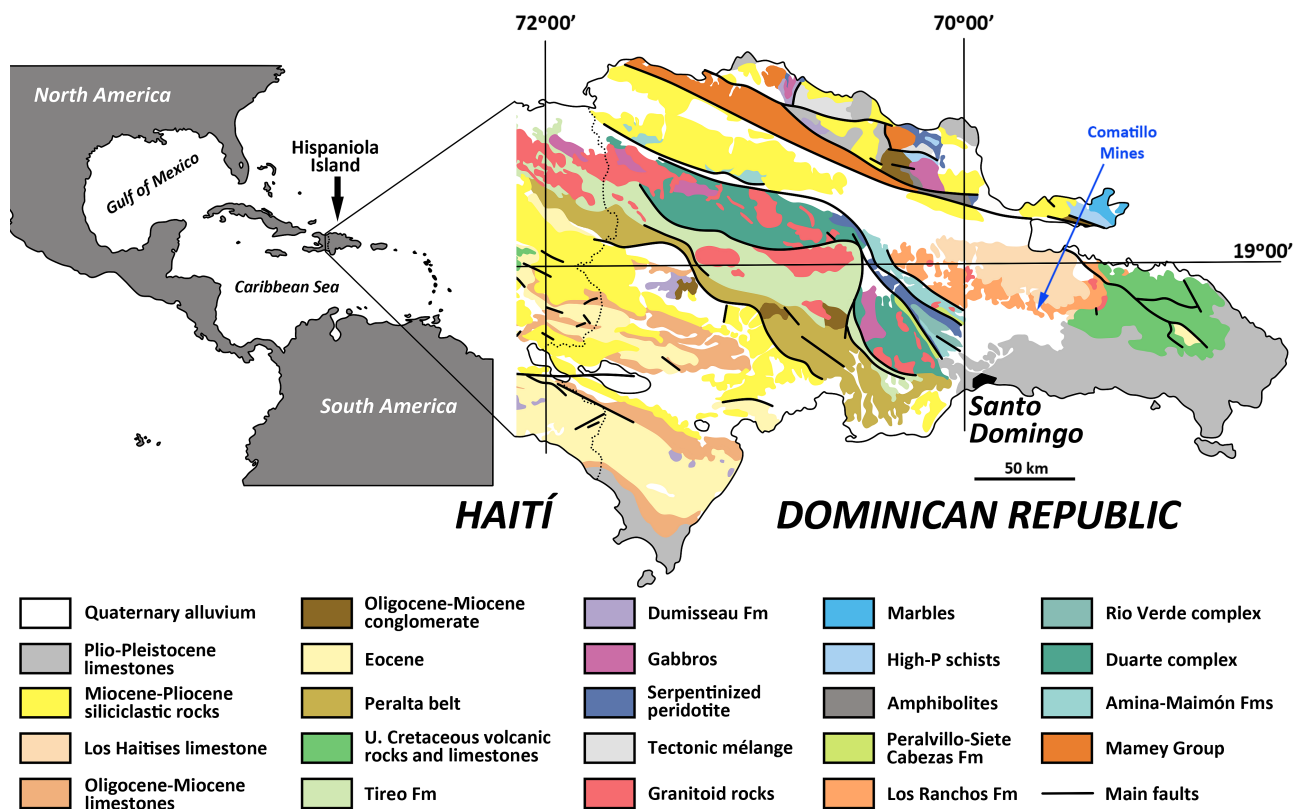 72°00’
70°00’
North America
Gulf of Mexico
Hispaniola
Island
Comatillo
Mines
19°00’
Caribbean Sea
South America
Santo
Domingo
50 km
HAITÍ
DOMINICAN REPUBLIC
Quaternary alluvium
Plio-Pleistocene
limestones
Miocene-Pliocene
siliciclastic rocks
Los Haitises limestone
Oligocene-Miocene
limestones
Oligocene-Miocene
conglomerate
Eocene
Peralta belt
U. Cretaceous volcanic
rocks and limestones
Tireo Fm
Dumisseau Fm
Gabbros
Serpentinized
peridotite
Tectonic mélange
Granitoid rocks
Marbles
High-P schists
Amphibolites
Peralvillo-Siete
Cabezas Fm
Los Ranchos Fm
Rio Verde complex
Duarte complex
Amina-Maimón Fms
Mamey Group
Main faults